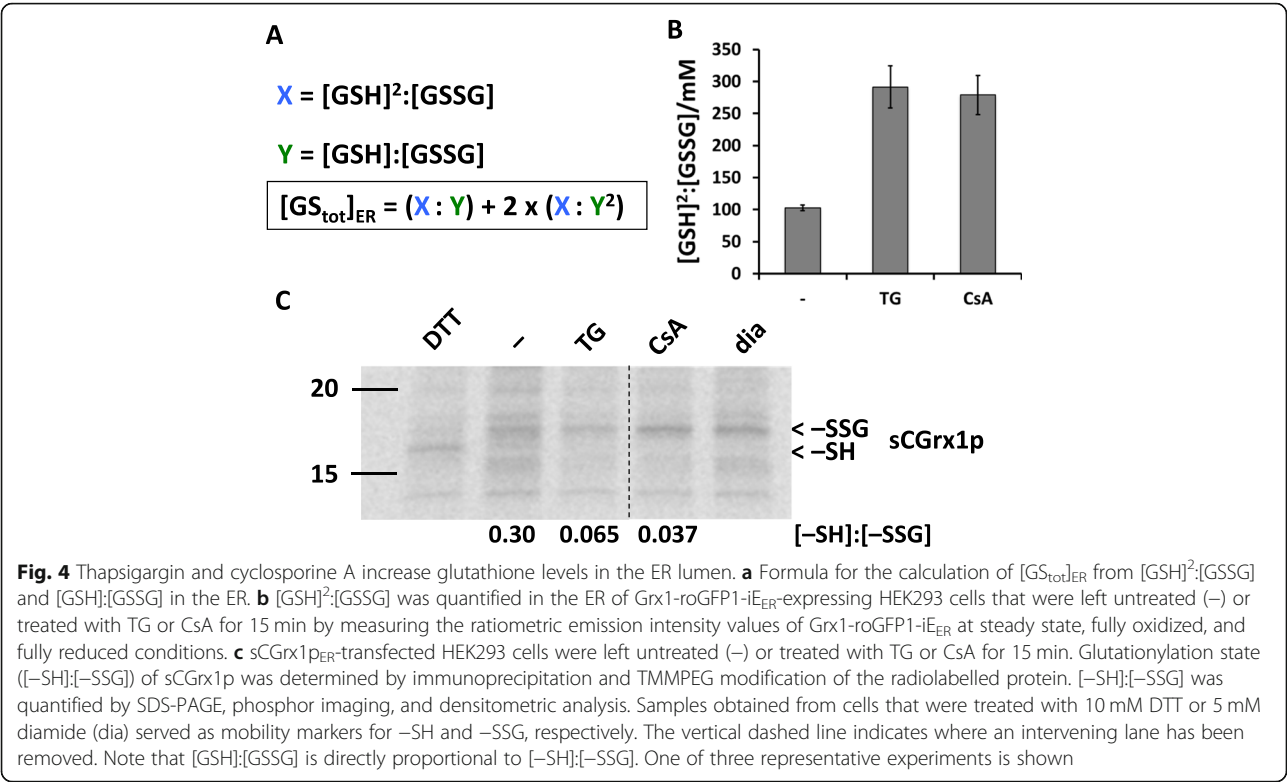 A
X = [GSH]²:[GSSG]
Y = [GSH]:[GSSG]
[GS_tot]_ER = (X : Y) + 2 x (X : Y²)
B
[GSH]²:[GSSG]/mM
350
300
250
200
150
100
50
0
- TG CsA
C
DTT – TG CsA dia
20
15
< –SSG
< –SH
sCGrx1p
0.30 0.065 0.037 [–SH]:[–SSG]
Fig. 4 Thapsigargin and cyclosporine A increase glutathione levels in the ER lumen. a Formula for the calculation of [GS_tot]_ER from [GSH]²:[GSSG]
and [GSH]:[GSSG] in the ER. b [GSH]²:[GSSG] was quantified in the ER of Grx1-roGFP1-iE_ER-expressing HEK293 cells that were left untreated (−) or
treated with TG or CsA for 15 min by measuring the ratiometric emission intensity values of Grx1-roGFP1-iE_ER at steady state, fully oxidized, and
fully reduced conditions. c sCGrx1p_ER-transfected HEK293 cells were left untreated (−) or treated with TG or CsA for 15 min. Glutationylation state
([−SH]:[−SSG]) of sCGrx1p was determined by immunoprecipitation and TMMPEG modification of the radiolabelled protein. [−SH]:[−SSG] was
quantified by SDS-PAGE, phosphor imaging, and densitometric analysis. Samples obtained from cells that were treated with 10 mM DTT or 5 mM
diamide (dia) served as mobility markers for −SH and −SSG, respectively. The vertical dashed line indicates where an intervening lane has been
removed. Note that [GSH]:[GSSG] is directly proportional to [−SH]:[−SSG]. One of three representative experiments is shown